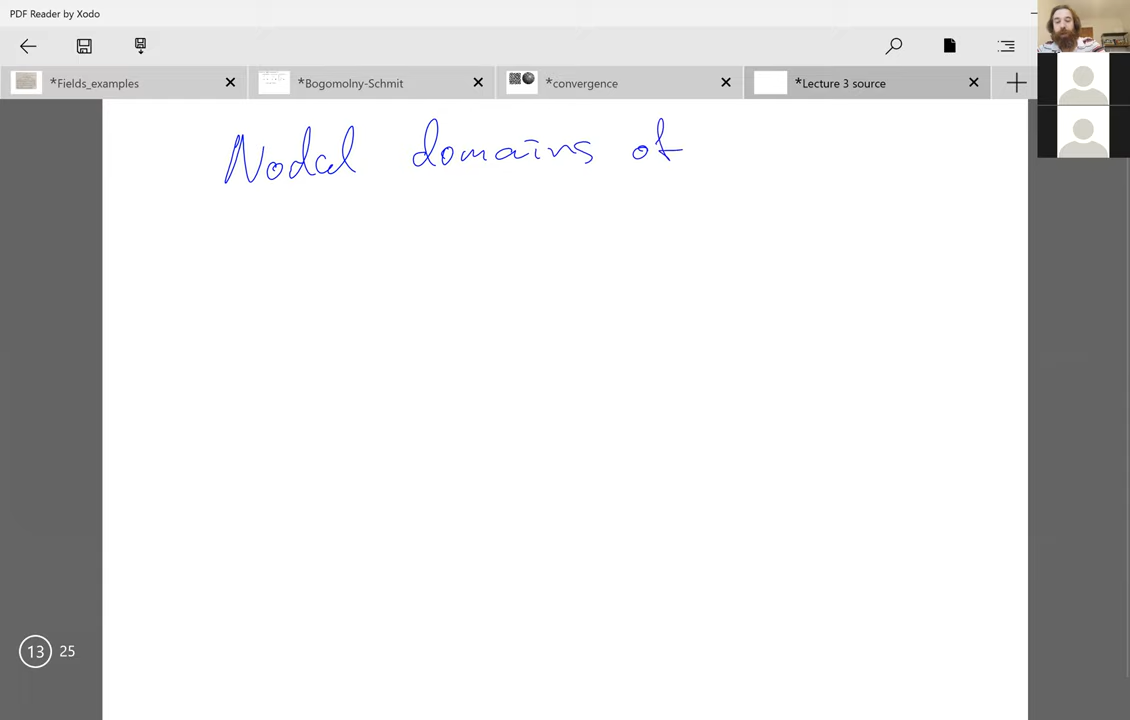 PDF Reader by Xodo
*Fields_examples
*Bogomolny-Schmit
*convergence
*Lecture 3 source
Nodal domains of
13 25